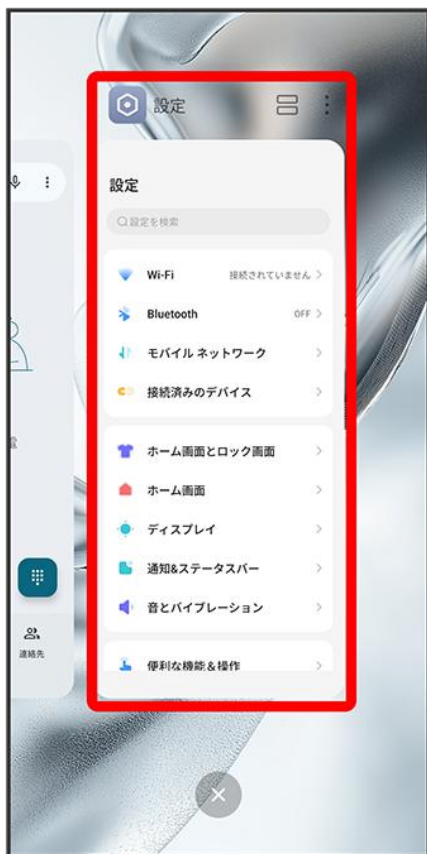 設定
設定
設定を検索
Wi-Fi 接続されていません
Bluetooth OFF
モバイル ネットワーク
接続済みのデバイス
ホーム画面とロック画面
ホーム画面
ディスプレイ
通知&ステータスバー
音とバイブレーション
便利な機能&操作
連絡先